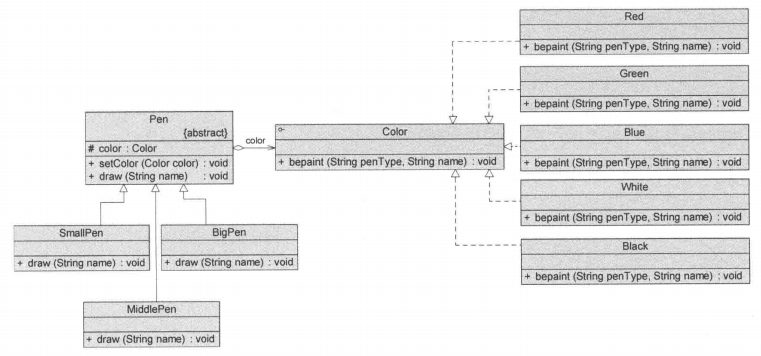 Red
+ bepaint (String penType, String name) : void
Green
+ bepaint (String penType, String name) : void
Pen
{abstract}
# color : Color
+ setColor (Color color) : void
+ draw (String name) : void
color
Color
+ bepaint (String penType, String name) : void
Blue
+ bepaint (String penType, String name) : void
White
+ bepaint (String penType, String name) : void
SmallPen
+ draw (String name) : void
BigPen
+ draw (String name) : void
Black
+ bepaint (String penType, String name) : void
MiddlePen
+ draw (String name) : void